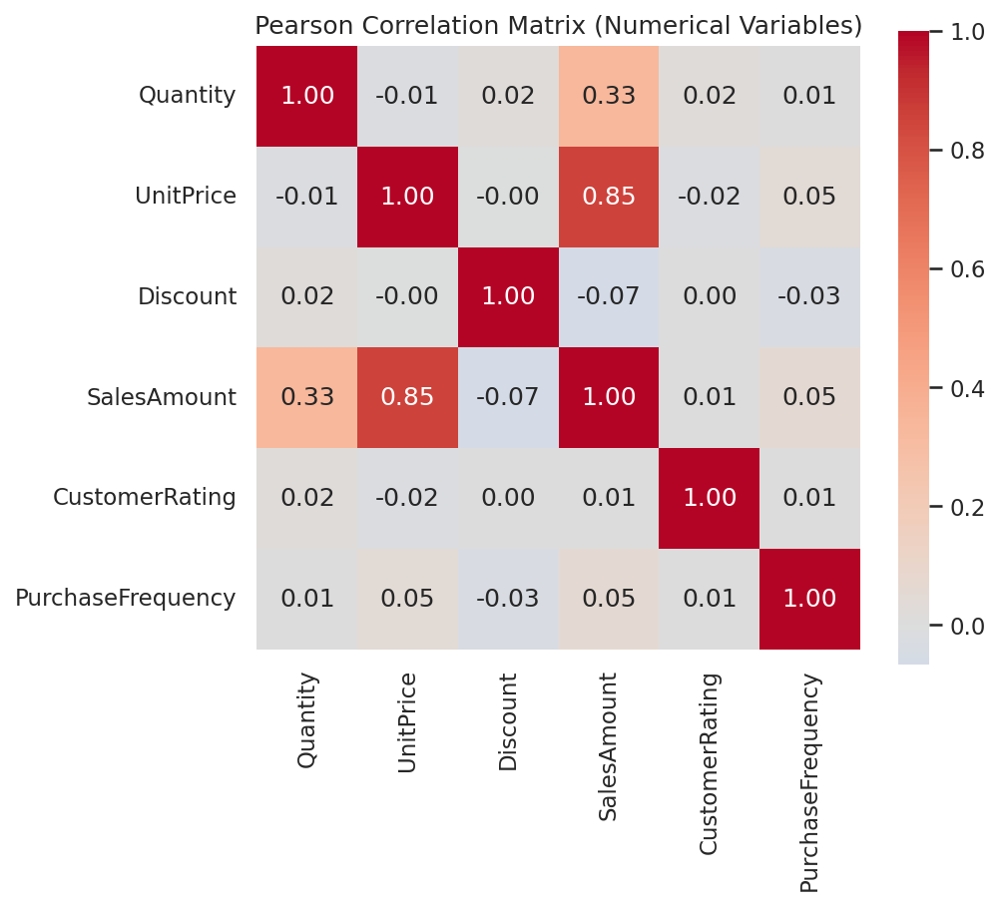 Pearson Correlation Matrix (Numerical Variables)
Quantity 1.00 -0.01 0.02 0.33 0.02 0.01
UnitPrice -0.01 1.00 -0.00 0.85 -0.02 0.05
Discount 0.02 -0.00 1.00 -0.07 0.00 -0.03
SalesAmount 0.33 0.85 -0.07 1.00 0.01 0.05
CustomerRating 0.02 -0.02 0.00 0.01 1.00 0.01
PurchaseFrequency 0.01 0.05 -0.03 0.05 0.01 1.00
Quantity
UnitPrice
Discount
SalesAmount
CustomerRating
PurchaseFrequency
1.0
0.8
0.6
0.4
0.2
0.0